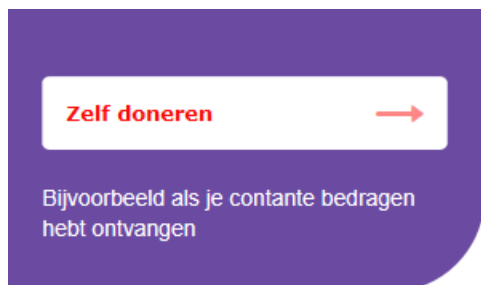 Zelf doneren
Bijvoorbeeld als je contante bedragen
hebt ontvangen